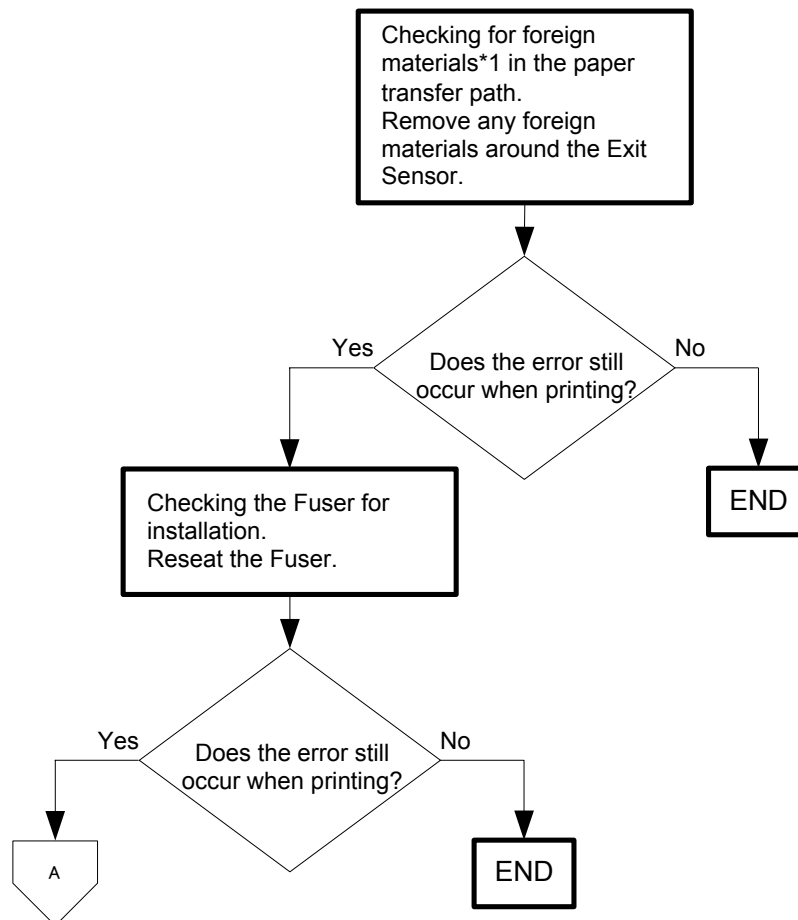 Checking for foreign
materials*1 in the paper
transfer path.
Remove any foreign
materials around the Exit
Sensor.
Yes
No
Does the error still
occur when printing?
END
Checking the Fuser for
installation.
Reseat the Fuser.
Yes
No
Does the error still
occur when printing?
A
END